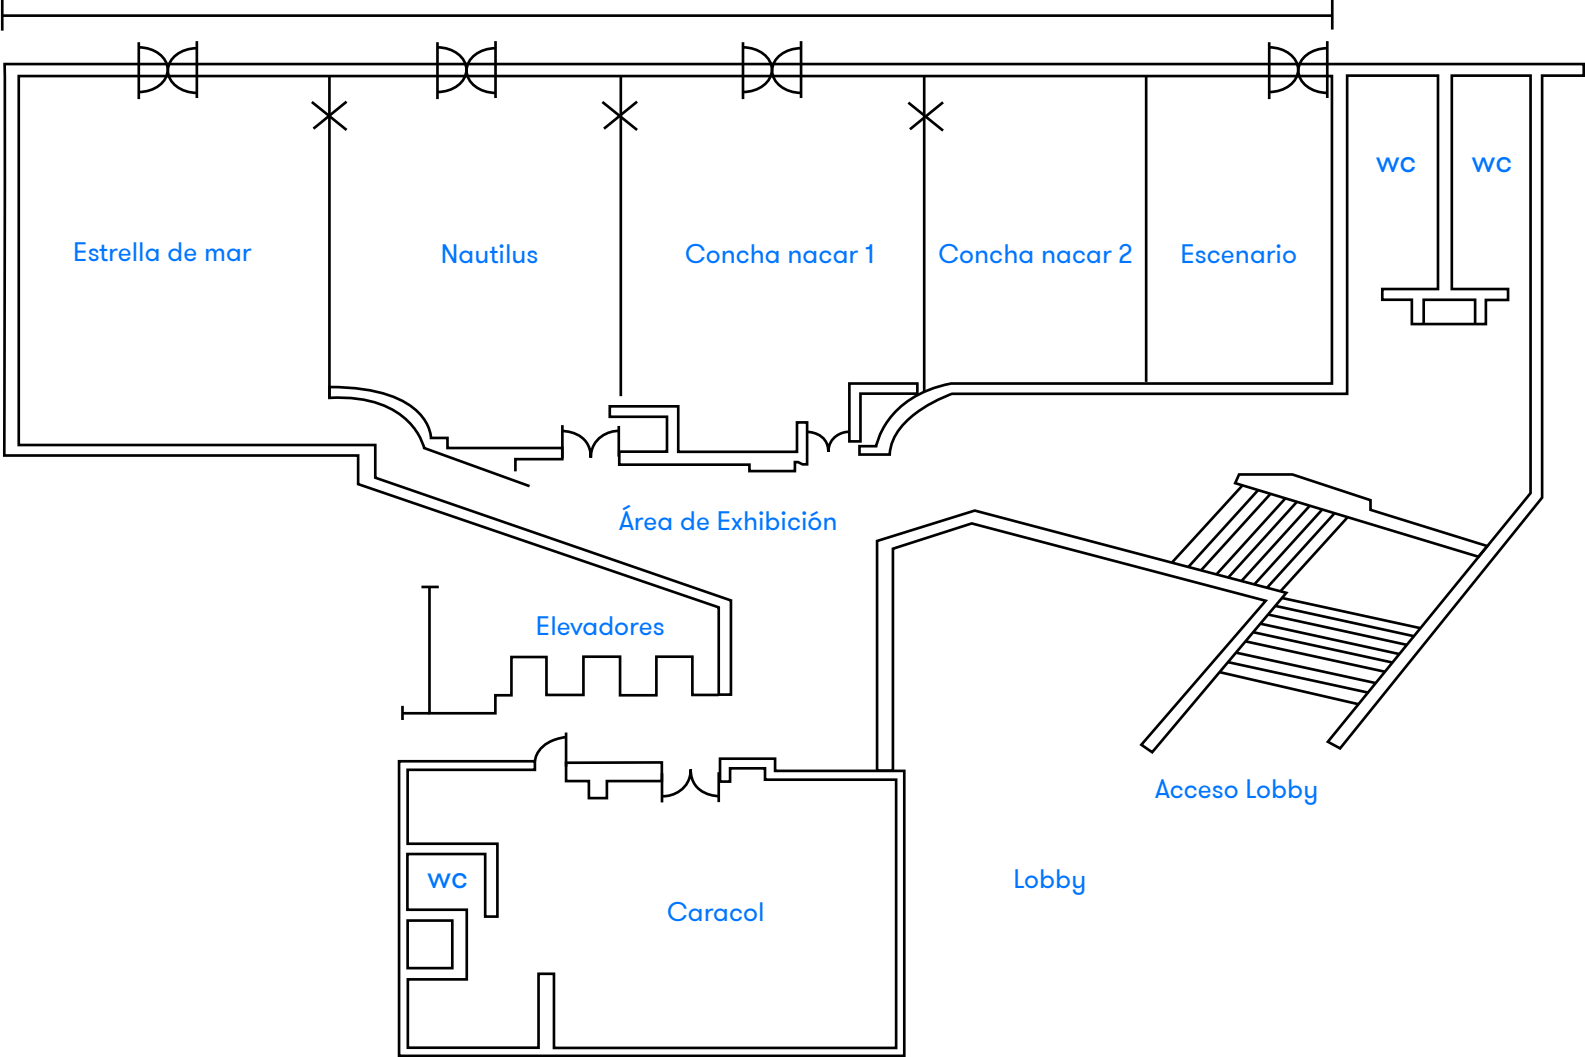 wc
wc
Estrella de mar
Nautilus
Concha nacar 1
Concha nacar 2
Escenario
Área de Exhibición
Elevadores
Acceso Lobby
wc
Lobby
Caracol